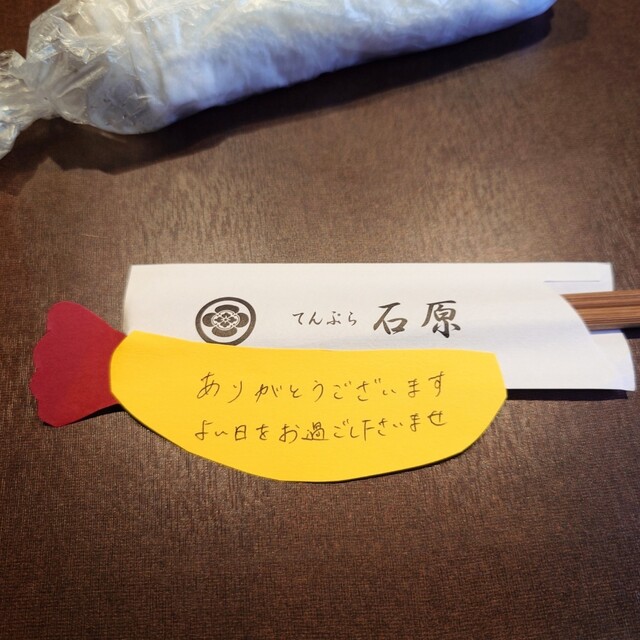 てんぷら 石原
ありがとうございます
よい日をお過ごしださいませ